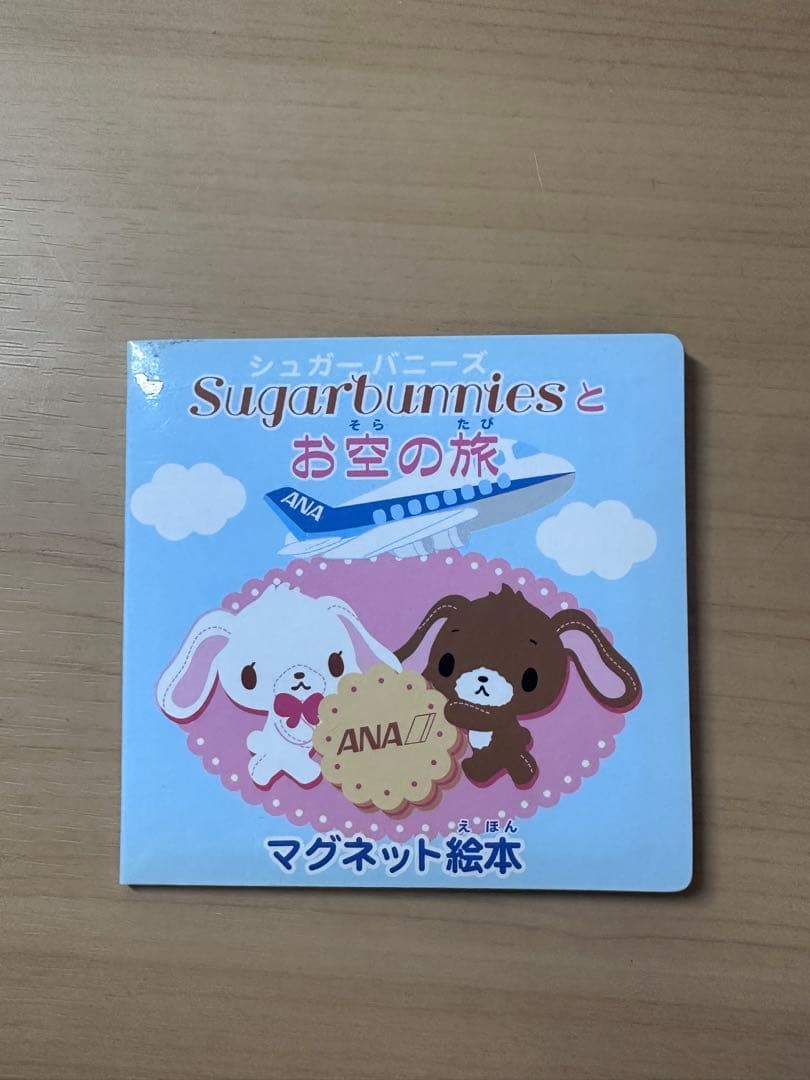 シュガーバニーズ
Sugarbunniesと
そら たび
お空の旅
ANA
ANA
えほん
マグネット絵本